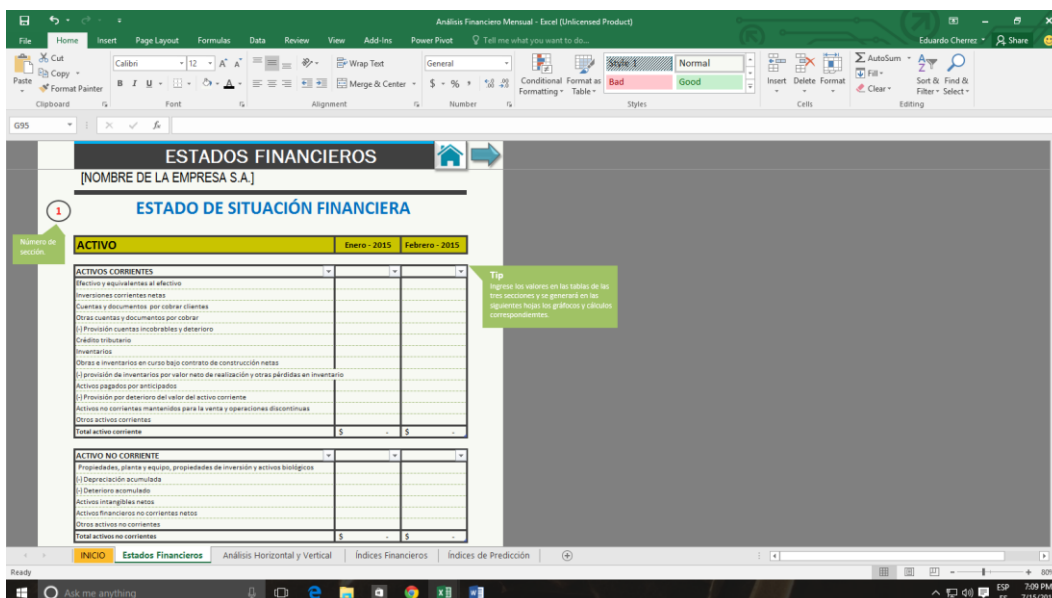 Análisis Financiero Mensual - Excel (Unlicensed Product)
File Home Insert Page Layout Formulas Data Review View Add-Ins Power Pivot Tell me what you want to do... Eduardo Cherrez Share
Cut
Copy
Format Painter
Paste
Calibri 12
Wrap Text
Merge & Center
General
Conditional Formatting
Format as Table
Style 1 Normal
Bad Good
Insert Delete Format
AutoSum
Fill
Clear
Sort & Filter
Find & Select
Clipboard Font Alignment Number Styles Cells Editing
G95
ESTADOS FINANCIEROS
[NOMBRE DE LA EMPRESA S.A.]
1
ESTADO DE SITUACIÓN FINANCIERA
Número de
sección.
ACTIVO Enero - 2015 Febrero - 2015
ACTIVOS CORRIENTES
Efectivo y equivalentes al efectivo
Inversiones corrientes netas
Cuentas y documentos por cobrar clientes
Otras cuentas y documentos por cobrar
(-) Provisión cuentas incobrables y deterioro
Crédito tributario
Inventarios
Obras e inventarios en curso bajo contrato de construcción netas
(-) provisión de inventarios por valor neto de realización y otras pérdidas en inventario
Activos pagados por anticipados
(-) Provisión por deterioro del valor del activo corriente
Activos no corrientes mantenidos para la venta y operaciones discontinuas
Otros activos corrientes
Total activo corriente $ - $ -
Tip
Ingrese los valores en las tablas de las
tres secciones y se generará en las
siguientes hojas los gráfocos y cálculos
correspondienntes.
ACTIVO NO CORRIENTE
Propiedades, planta y equipo, propiedades de inversión y activos biológicos
(-) Depreciación acumulada
(-) Deterioro acomulado
Activos intangibles netos
Activos financieros no corrientes netos
Otros activos no corrientes
Total activos no corrientes $ - $ -
INICIO Estados Financieros Análisis Horizontal y Vertical Índices Financieros Índices de Predicción
Ready 80%
Ask me anything
ESP 7:09 PM